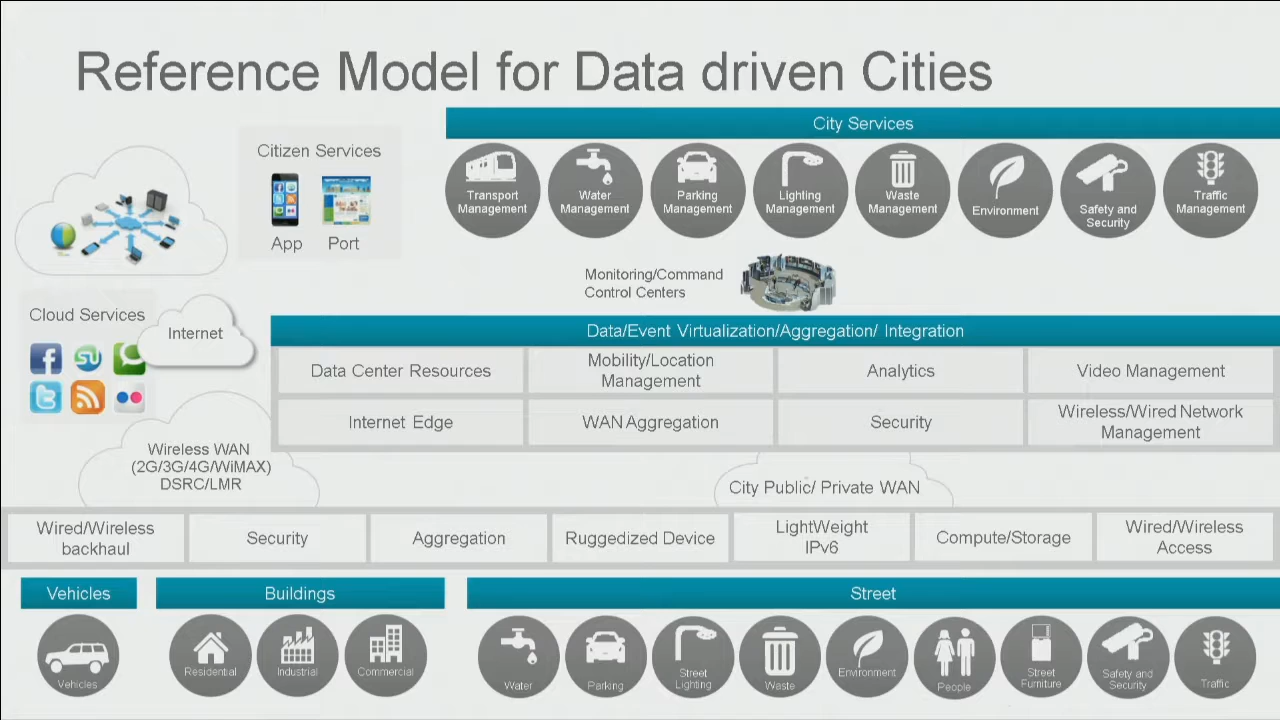 Reference Model for Data driven Cities
City Services
Citizen Services
App
Port
Transport
Management
Water
Management
Parking
Management
Lighting
Management
Waste
Management
Environment
Safety and
Security
Traffic
Management
Monitoring/Command
Control Centers
Cloud Services
Internet
Data/Event Virtualization/Aggregation/ Integration
Data Center Resources
Mobility/Location
Management
Analytics
Video Management
Internet Edge
WAN Aggregation
Security
Wireless/Wired Network
Management
Wireless WAN
(2G/3G/4G/WiMAX)
DSRC/LMR
City Public/ Private WAN
Wired/Wireless
backhaul
Security
Aggregation
Ruggedized Device
LightWeight
IPv6
Compute/Storage
Wired/Wireless
Access
Vehicles
Buildings
Street
Vehicles
Residential
Industrial
Commercial
Water
Parking
Street
Lighting
Waste
Environment
People
Street
Furniture
Safety and
Security
Traffic